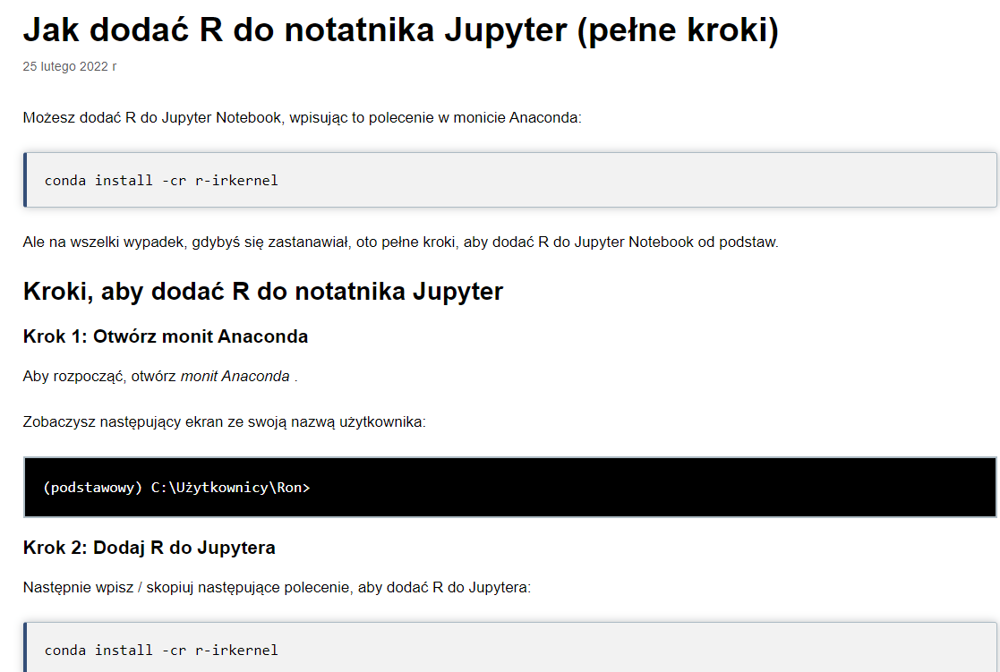 Jak dodać R do notatnika Jupyter (pełne kroki)
25 lutego 2022 r
Możesz dodać R do Jupyter Notebook, wpisując to polecenie w monicie Anaconda:
conda install -cr r-irkernel
Ale na wszelki wypadek, gdybyś się zastanawiał, oto pełne kroki, aby dodać R do Jupyter Notebook od podstaw.
Kroki, aby dodać R do notatnika Jupyter
Krok 1: Otwórz monit Anaconda
Aby rozpocząć, otwórz monit Anaconda .
Zobaczysz następujący ekran ze swoją nazwą użytkownika:
(podstawowy) C:\Użytkownicy\Ron>
Krok 2: Dodaj R do Jupytera
Następnie wpisz / skopiuj następujące polecenie, aby dodać R do Jupytera:
conda install -cr r-irkernel